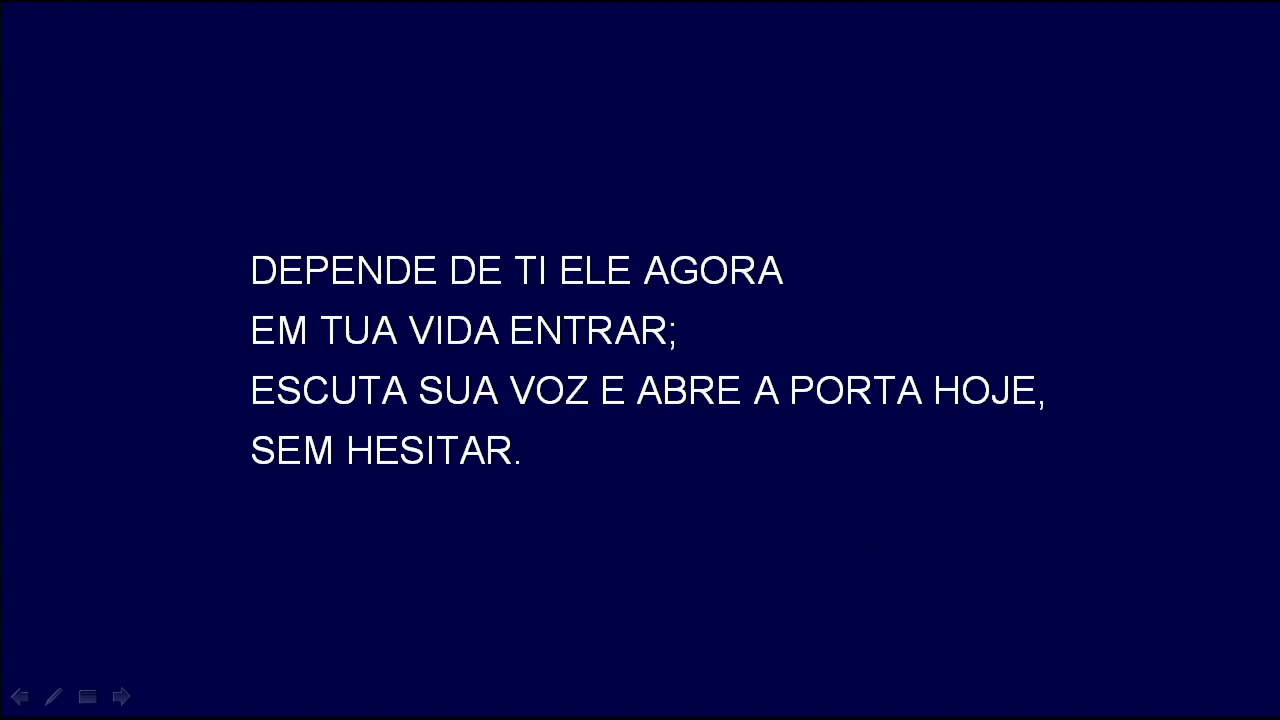 DEPENDE DE TI ELE AGORA
EM TUA VIDA ENTRAR;
ESCUTA SUA VOZ E ABRE A PORTA HOJE,
SEM HESITAR.